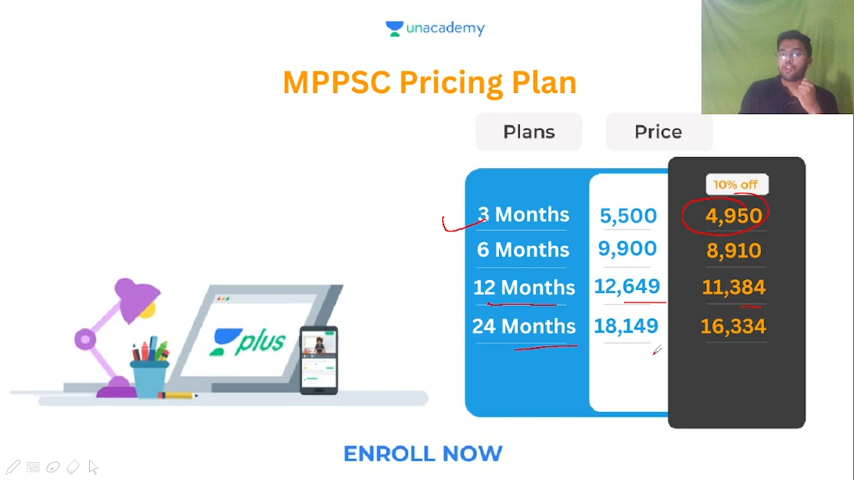 unacademy
MPPSC Pricing Plan
Plans Price
10% off
3 Months 5,500 4,950
6 Months 9,900 8,910
12 Months 12,649 11,384
24 Months 18,149 16,334
plus
ENROLL NOW